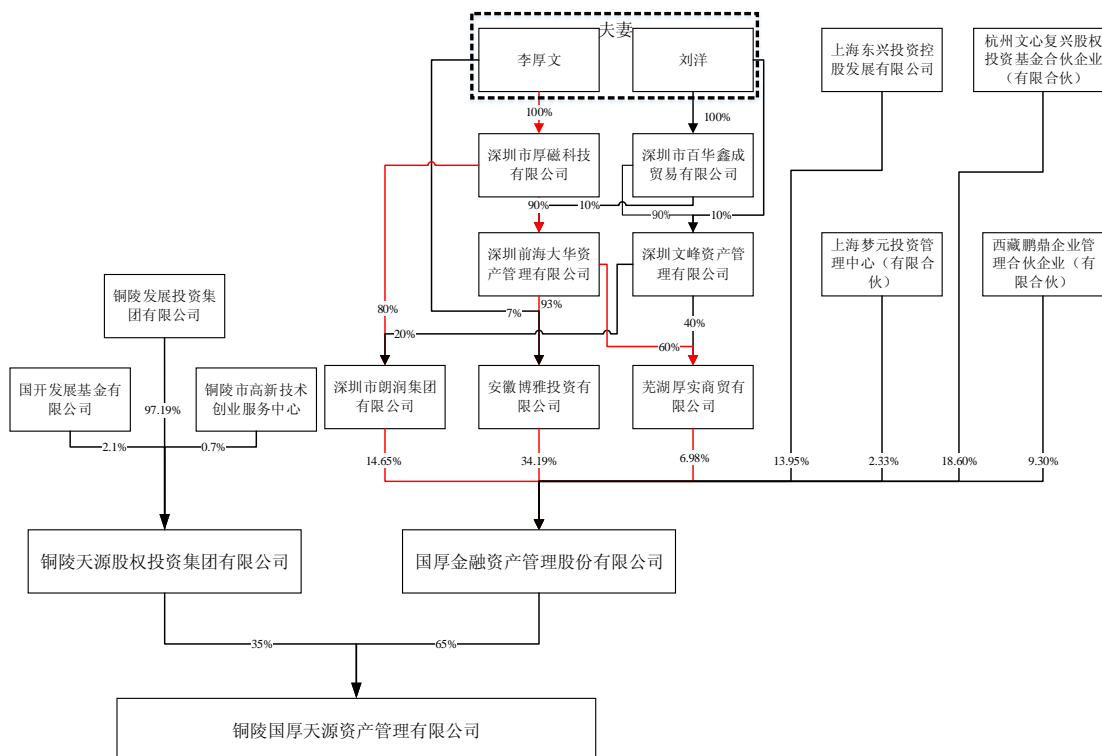 夫妻
李厚文
刘洋
上海东兴投资控
股发展有限公司
杭州文心复兴股权
投资基金合伙企业
（有限合伙）
100%
100%
深圳市厚磁科技
有限公司
深圳市百华鑫成
贸易有限公司
90%
10%
90%
10%
深圳前海大华资
产管理有限公司
深圳文峰资产管
理有限公司
上海梦元投资管
理中心（有限合
伙）
西藏鹏鼎企业管
理合伙企业（有
限合伙）
铜陵发展投资集
团有限公司
80%
7%
93%
20%
40%
60%
国开发展基金有
限公司
铜陵市高新技术
创业服务中心
深圳市朗润集团
有限公司
安徽博雅投资有
限公司
芜湖厚实商贸有
限公司
97.19%
2.1%
0.7%
14.65%
34.19%
6.98%
13.95%
2.33%
18.60%
9.30%
铜陵天源股权投资集团有限公司
国厚金融资产管理股份有限公司
35%
65%
铜陵国厚天源资产管理有限公司